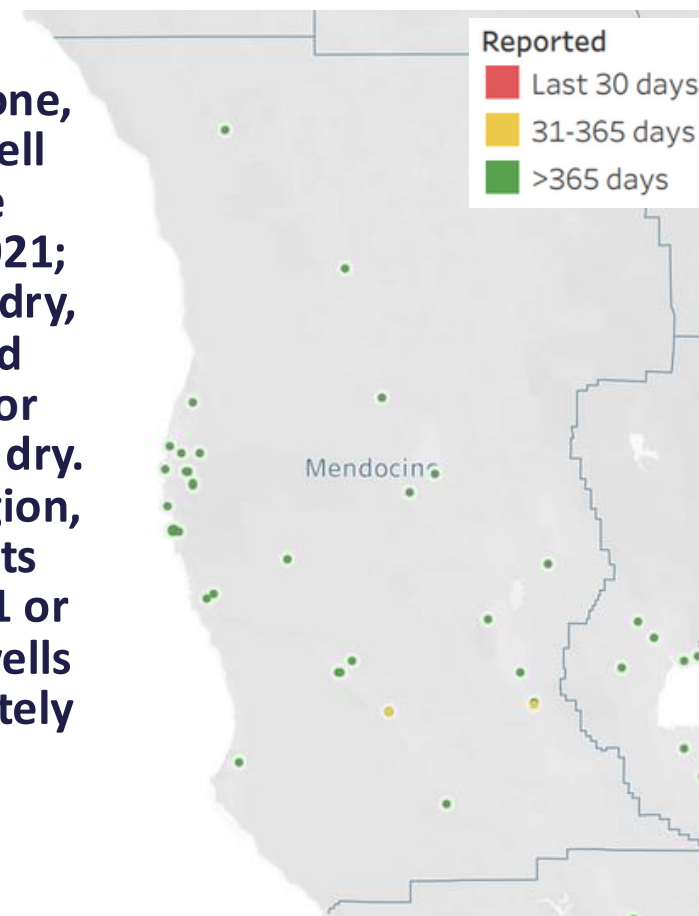 one,
ell
e
021;
dry,
d
or
dry.
gion,
ts
1 or
wells
tely
Reported
Last 30 days
31-365 days
>365 days
Mendocino